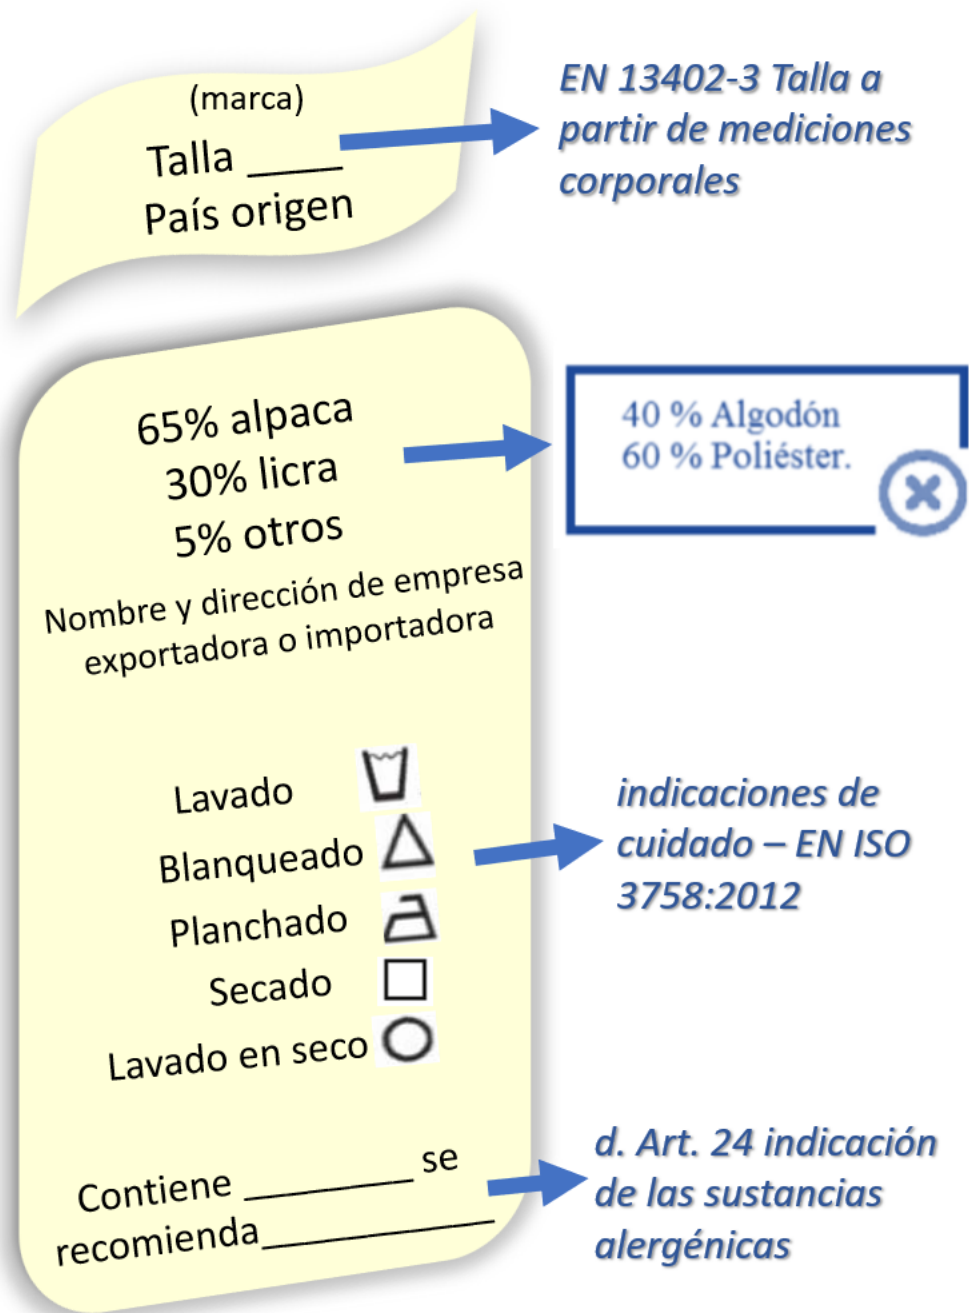 (marca)
Talla ____
País origen
EN 13402-3 Talla a
partir de mediciones
corporales
65% alpaca
30% licra
5% otros
Nombre y dirección de empresa
exportadora o importadora
40 % Algodón
60 % Poliéster.
Lavado
Blanqueado
Planchado
Secado
Lavado en seco
indicaciones de
cuidado – EN ISO
3758:2012
Contiene ________ se
recomienda___________
d. Art. 24 indicación
de las sustancias
alergénicas